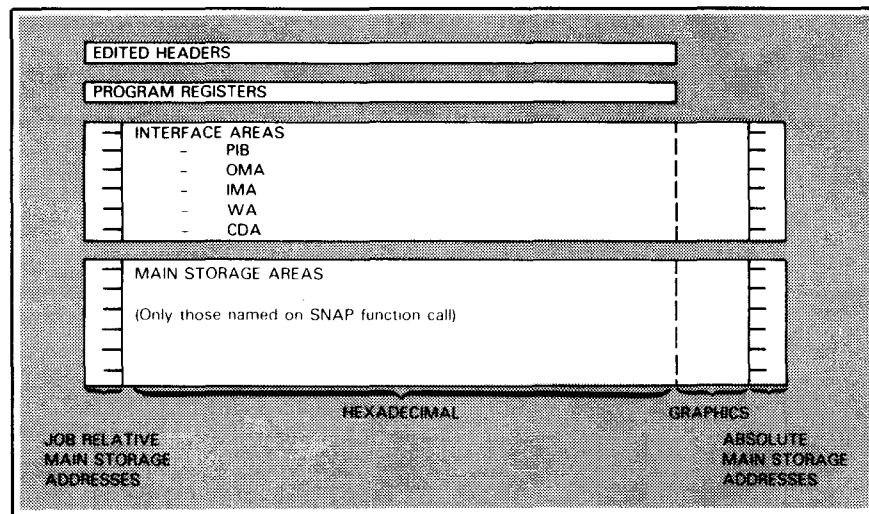 EDITED HEADERS
PROGRAM REGISTERS
INTERFACE AREAS
- PIB
- OMA
- IMA
- WA
- CDA
MAIN STORAGE AREAS
(Only those named on SNAP function call)
HEXADECIMAL
GRAPHICS
JOB RELATIVE
MAIN STORAGE
ADDRESSES
ABSOLUTE
MAIN STORAGE
ADDRESSES